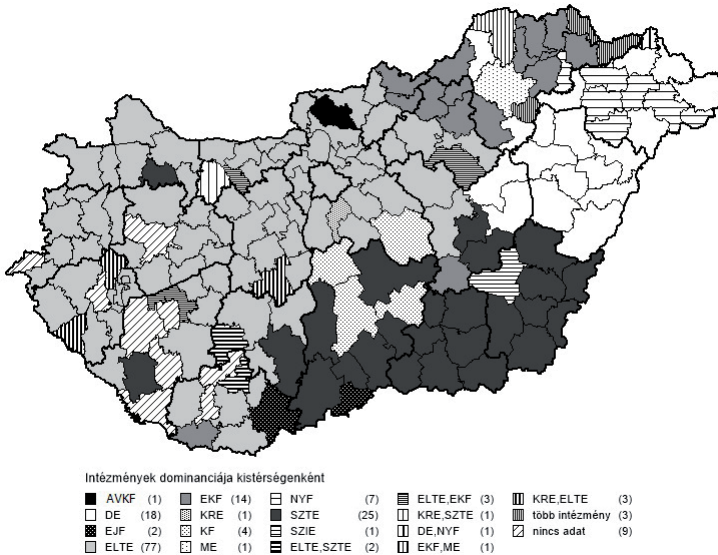 Intézmények dominanciája kistérségenként
AVKF (1) EKF (14) NYF (7) ELTE,EKF (3) KRE,ELTE (3)
DE (18) KRE (1) SZTE (25) KRE,SZTE (1) több intézmény (3)
EJF (2) KF (4) SZIE (1) DE,NYF (1) nincs adat (9)
ELTE (77) ME (1) ELTE,SZTE (2) EKF,ME (1)